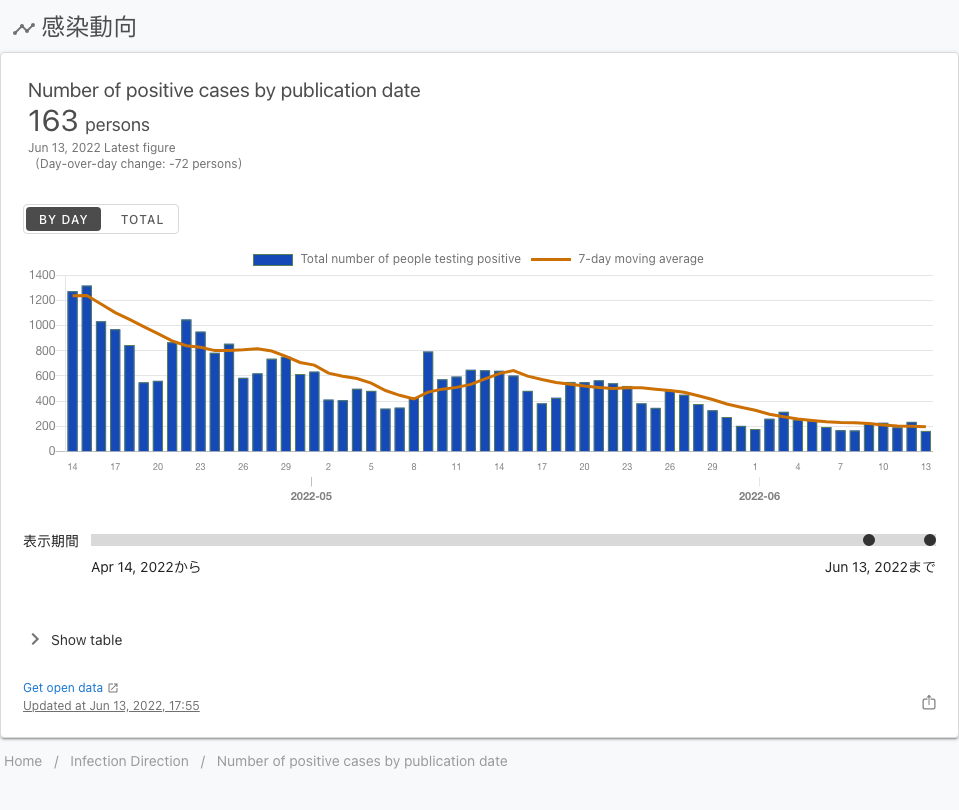 感染動向
Number of positive cases by publication date
163 persons
Jun 13, 2022 Latest figure
(Day-over-day change: -72 persons)
BY DAY TOTAL
Total number of people testing positive 7-day moving average
1400
1200
1000
800
600
400
200
0
14 17 20 23 26 29 2 5 8 11 14 17 20 23 26 29 1 4 7 10 13
2022-05 2022-06
表示期間
Apr 14, 2022から Jun 13, 2022まで
Show table
Get open data
Updated at Jun 13, 2022, 17:55
Home / Infection Direction / Number of positive cases by publication date